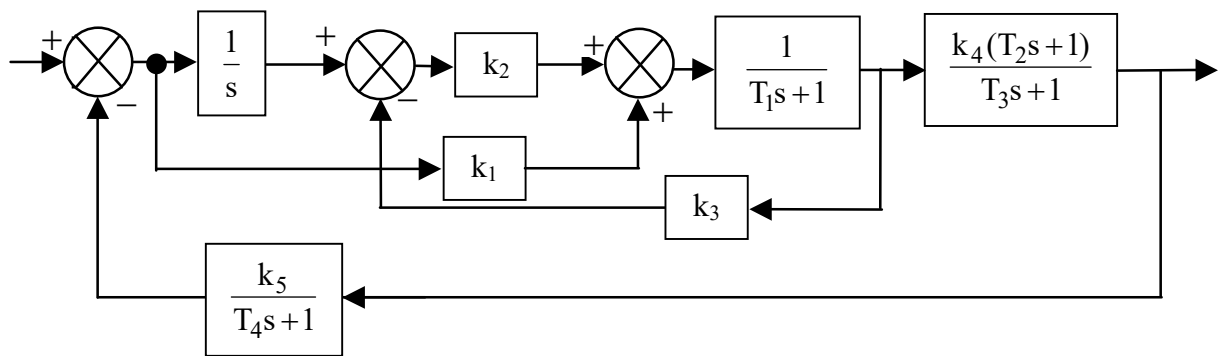 + 1/s + − k₂ + + 1/(T₁s+1) k₄(T₂s+1)/(T₃s+1)
−
k₁
k₃
k₅/(T₄s+1)